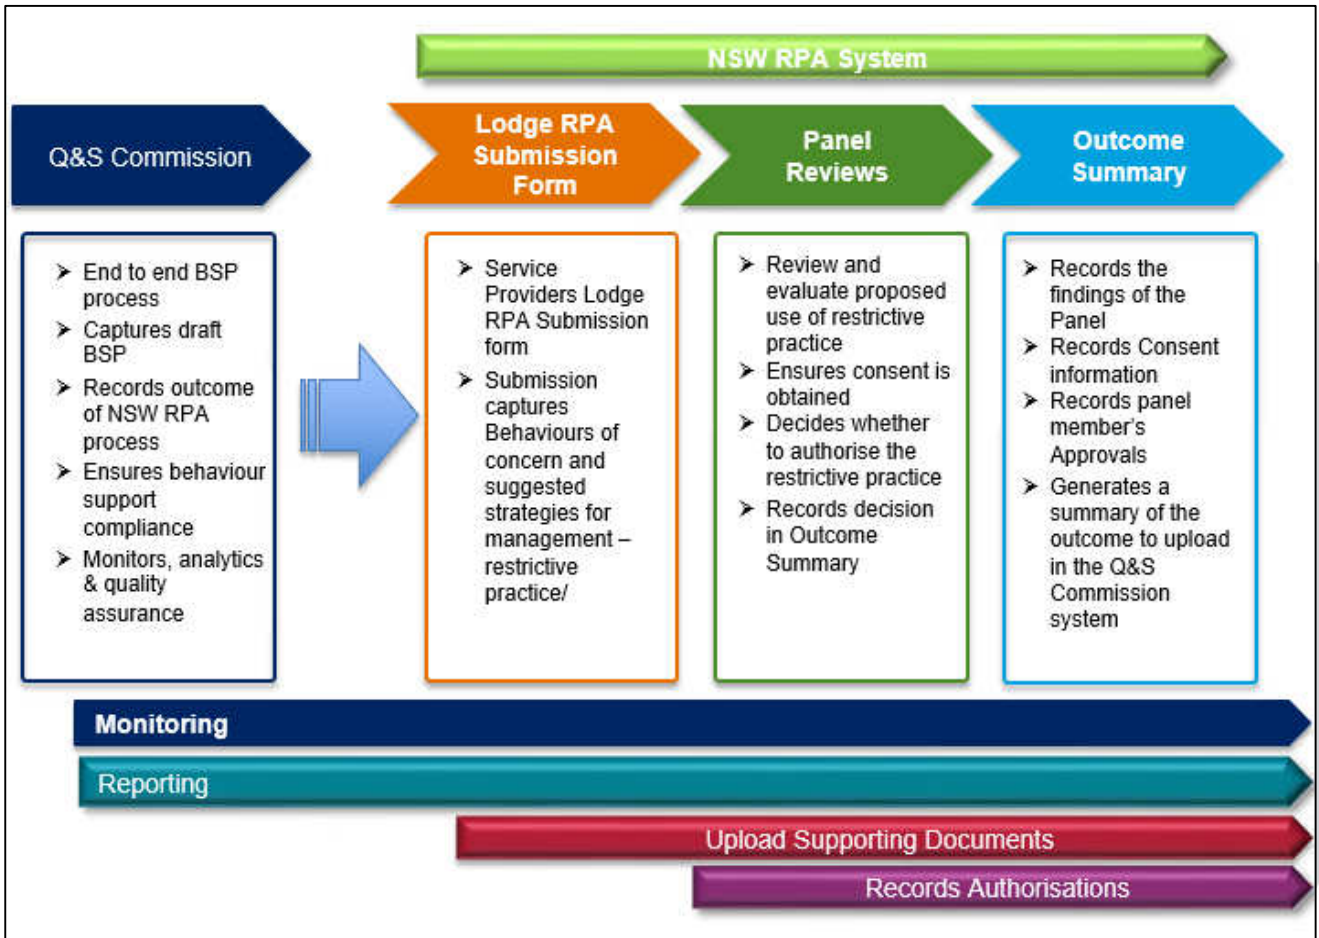 NSW RPA System
Q&S Commission
Lodge RPA
Submission
Form
Panel
Reviews
Outcome
Summary
➤ End to end BSP
process
➤ Captures draft
BSP
➤ Records outcome
of NSW RPA
process
➤ Ensures behaviour
support
compliance
➤ Monitors, analytics
& quality
assurance
➤ Service
Providers Lodge
RPA Submission
form
➤ Submission
captures
Behaviours of
concern and
suggested
strategies for
management –
restrictive
practice/
➤ Review and
evaluate proposed
use of restrictive
practice
➤ Ensures consent is
obtained
➤ Decides whether
to authorise the
restrictive practice
➤ Records decision
in Outcome
Summary
➤ Records the
findings of the
Panel
➤ Records Consent
information
➤ Records panel
member's
Approvals
➤ Generates a
summary of the
outcome to upload
in the Q&S
Commission
system
Monitoring
Reporting
Upload Supporting Documents
Records Authorisations